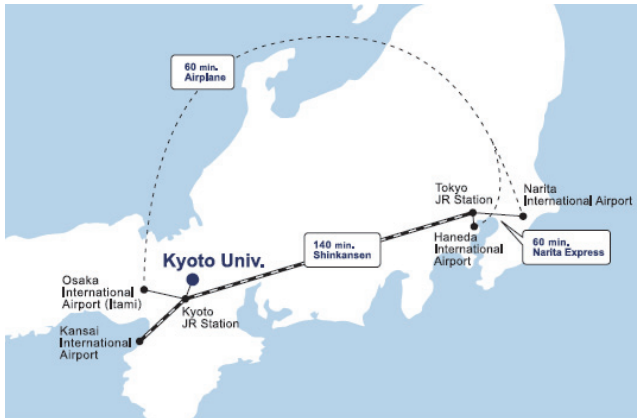 60 min.
Airplane
Tokyo
JR Station
Narita
International Airport
140 min.
Shinkansen
Haneda
International
Airport
60 min.
Narita Express
Kyoto Univ.
Osaka
International
Airport (Itami)
Kyoto
JR Station
Kansai
International
Airport